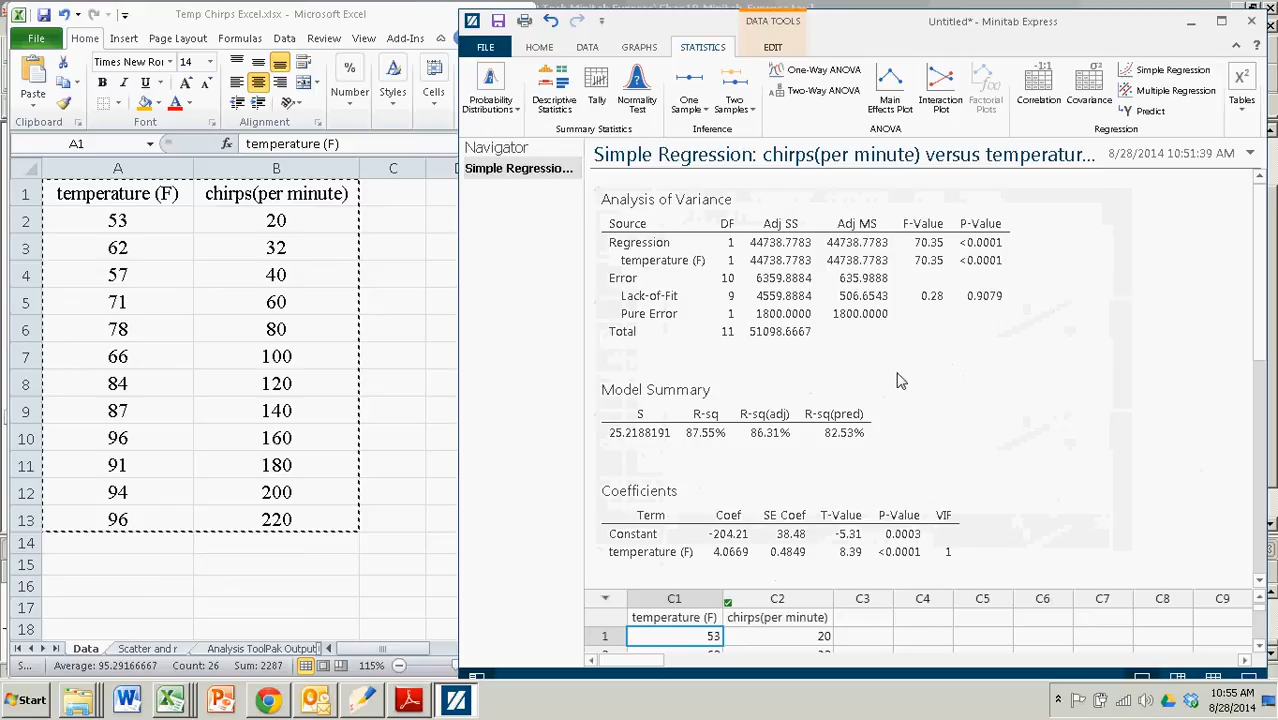 Temp Chirps Regression - Microsoft Excel
Untitled* - Minitab Express
DATA TOOLS
File Home Insert Page Layout Formulas Data Review View Add-Ins
FILE HOME DATA GRAPHS STATISTICS EDIT
Paste
Clipboard
Times New Roma 14
B I U
A A
Font
Alignment
%
Number
Styles
Cells
Probability Distributions
Descriptive Statistics
Tally
Normality Test
Summary Statistics
One Sample
Two Samples
Inference
One-Way ANOVA
Two-Way ANOVA
Main Effects Plot
Interaction Plot
Factorial Plots
ANOVA
Correlation
Covariance
Simple Regression
Multiple Regression
Predict
Regression
Tables
A1 fx temperature (F)
A B C
1 temperature (F) chirps(per minute)
2 53 20
3 62 32
4 57 40
5 71 60
6 78 80
7 66 100
8 84 120
9 87 140
10 96 160
11 91 180
12 94 200
13 96 220
14
15
16
17
18
Data scatter and r Analysis ToolPak Output
Average: 95.29166667 Count: 26 Sum: 2287 115%
Navigator
Simple Regressio...
Simple Regression: chirps(per minute) versus temperatur...
8/28/2014 10:51:39 AM
Analysis of Variance
Source DF Adj SS Adj MS F-Value P-Value
Regression 1 44738.7783 44738.7783 70.35 <0.0001
temperature (F) 1 44738.7783 44738.7783 70.35 <0.0001
Error 10 6359.8884 635.9888
Lack-of-Fit 9 4559.8884 506.6543 0.28 0.9079
Pure Error 1 1800.0000 1800.0000
Total 11 51098.6667
Model Summary
S R-sq R-sq(adj) R-sq(pred)
25.2188191 87.55% 86.31% 82.53%
Coefficients
Term Coef SE Coef T-Value P-Value VIF
Constant -204.21 38.48 -5.31 0.0003
temperature (F) 4.0669 0.4849 8.39 <0.0001 1
C1 C2 C3 C4 C5 C6 C7 C8 C9
temperature (F) chirps(per minute)
1 53 20
Start
10:55 AM
8/28/2014